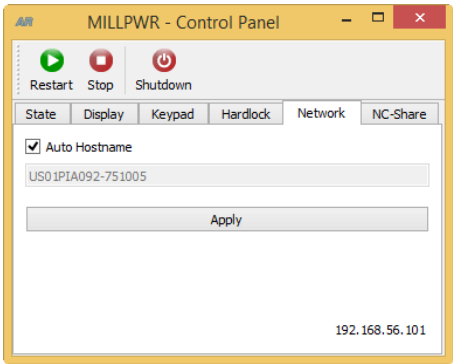 AR MILLPWR - Control Panel
Restart Stop Shutdown
State Display Keypad Hardlock Network NC-Share
Auto Hostname
US01PIA092-751005
Apply
192.168.56.101